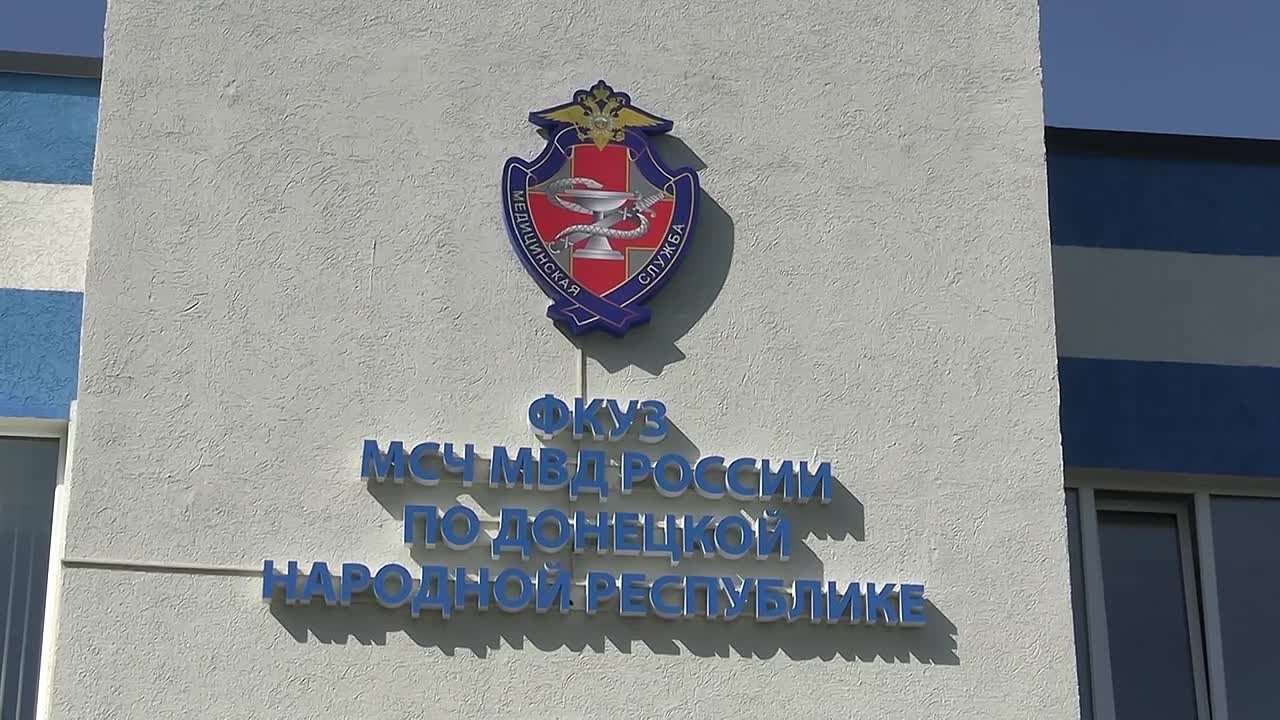 МЕДИЦИНСКАЯ СЛУЖБА
ФКУЗ
МСЧ МВД РОССИИ
ПО ДОНЕЦКОЙ
НАРОДНОЙ РЕСПУБЛИКЕ